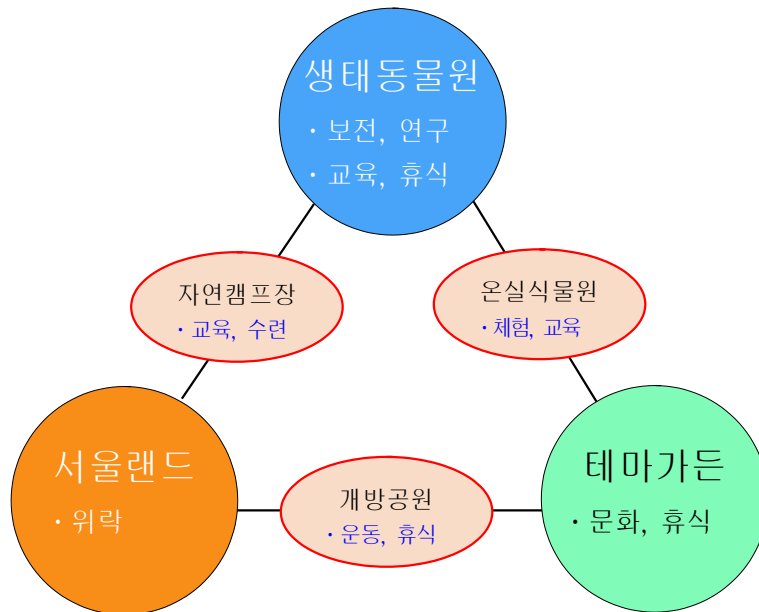 생태동물원
· 보전, 연구
· 교육, 휴식
자연캠프장
· 교육, 수련
온실식물원
· 체험, 교육
서울랜드
· 위락
개방공원
· 운동, 휴식
테마가든
· 문화, 휴식